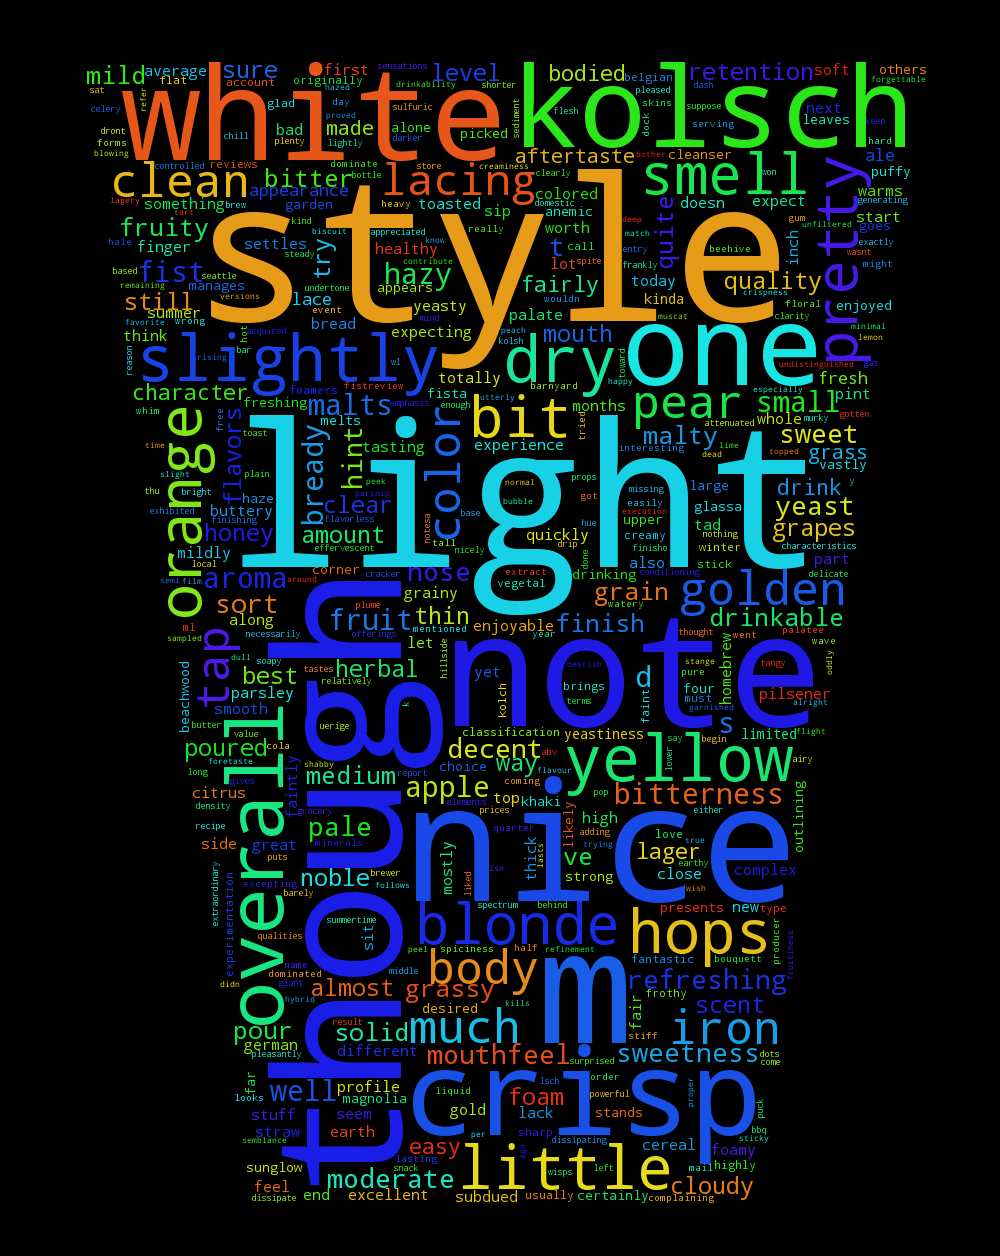 sensations
mild average sure first level bodied belgian retention soft others
sat flat account originally hazed drinkability shorter pleased dash forgettable
celery refer white kolsch
glad day sulfuric sediment flesh skins suppose next keep
dront chill bad made alone picked dock serving leaves hard
forms plenty proved lightly darker
blowing controlled reviews dominate store creaminess aftertaste bother cleanser ale
clean bitter bottle lacing clearly smell won puffy
lagery appearance toasted heavy domestic colored doesn expect warms generating
something brew garden sip anemic deep gum start unfiltered
tart kind appreciated really worth match quite inch goes
fruity biscuit style
hale finger settles steady try know healthy t call entry beehive pretty wasnt exactly
based seattle contribute lot spite frankly might
remaining fist manages undertone hazy appears fairly today crispness floral quality
still versions lace event yeasty wouldn kinda clarity enjoyed
summer favorite wrong acquired bread mind expecting palate muscat minimal
think hot mouth peach kolsh lemon
reason slightly bar rising wl dry toward one undistinguished gas
foamers totally barnyard happy fresh
character fistreview fista utterly especially pint
whim freshing malts emphasis enough bit months pear small gotten
orange free melts tried attenuated whole
time toast hint tasting color experience malty interesting lime murky sweet
slight plain peek light dead topped grass
thu flavors bready parsnip normal props missing large drink vastly y
exhibited bright haze clear bubble got easily glassa yeast
buttery flavorless base hue execution tad
finishing honey amount notesa tall quickly upper nothing grapes
mildly effervescent nicely drip creamy winter characteristics
local corner done finisho also stick part
semi film aroma around cracker nose extract drinking conditioning delicate
sort grainy vegetal grain golden
ml along plume fruit thin watery
sampled necessarily offerings mentioned enjoyable finish thought palatee drinkable
tap dull soapy let year went wave
best tastes herbal hillside yet beerish stange tangy oddly
beachwood parsley relatively note brings d pure four pilsener
smooth k kolch terms faint must homebrew alright
butter value uerige garnished s
overall though classification yeastiness say begin limited flight
poured cola decent way
long foretaste shabby choice abv flavour yellow lower airy
gives faintly medium report coming
citrus grocery apple elements top khaki pop bitterness either outlining
density prices likely high
recipe pale quarter adding love true
side great minerals mostly trying lager
puts nice isn thick lasts ve earthy close complex
excepting noble brewer liked strong wish
barely follows presents new type
extraordinary experimentation summertime spectrum behind
qualities sit blonde hops producer
peel spiciness half refinement fantastic bouquett fruitiness
name middle body
didn dominated giant refreshing
hybrid almost grassy m frothy scent
desired kills fair
pour result solid much stiff iron
german different mouthfeel surprised sweetness dots
pleasantly come
far lsch order
looks well profile liquid foam powerful proper puck
magnolia gold
stuff seem crisp lack stands
straw earth per sharp dissipating cereal bbq
semblance easy ago sticky
lasting foamy
sunglow snack little wisps left mail highly
feel moderate cloudy
dissipate end excellent subdued usually certainly complaining